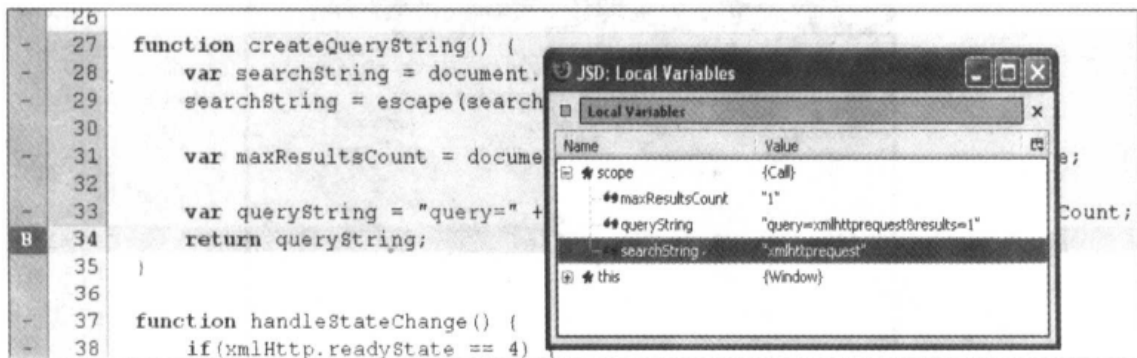 26
27 function createQueryString() {
28 var searchString = document.
29 searchString = escape(search
30
31 var maxResultsCount = docume e;
32
33 var queryString = "query=" + Count;
B 34 return queryString;
35 }
36
37 function handleStateChange() {
38 if(xmlHttp.readyState == 4)
JSD: Local Variables
Local Variables
Name Value
scope {Call}
maxResultsCount "1"
queryString "query=xmlhttprequest&results=1"
searchString "xmlhttprequest"
this {Window}